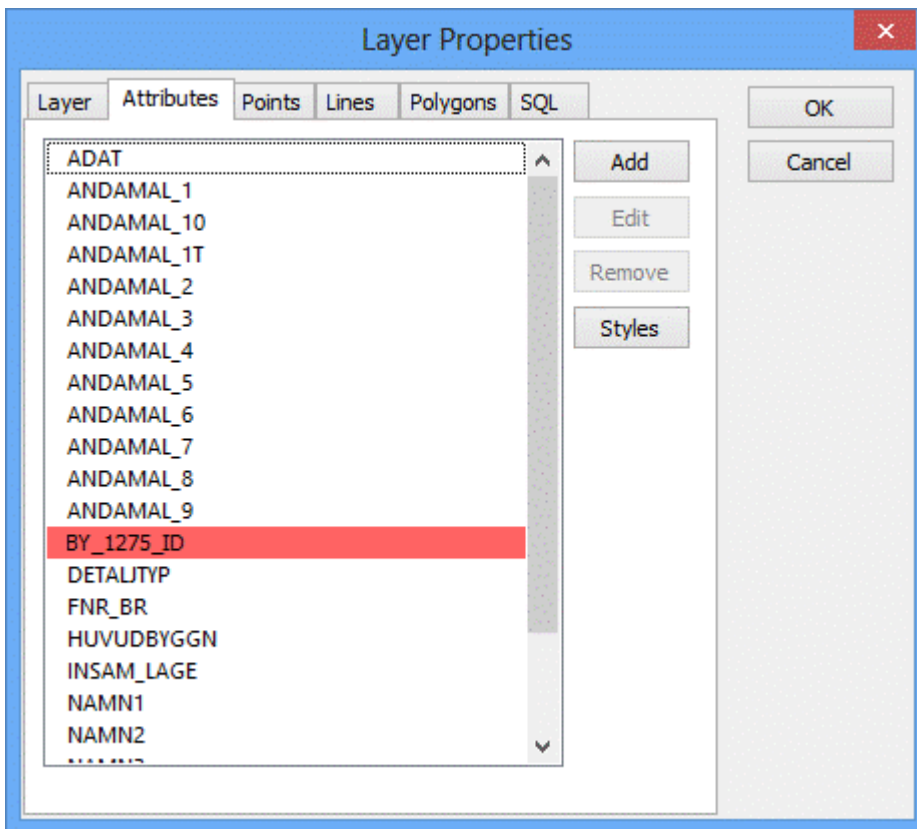 Layer Properties
Layer Attributes Points Lines Polygons SQL
OK
Cancel
ADAT
ANDAMAL_1
ANDAMAL_10
ANDAMAL_1T
ANDAMAL_2
ANDAMAL_3
ANDAMAL_4
ANDAMAL_5
ANDAMAL_6
ANDAMAL_7
ANDAMAL_8
ANDAMAL_9
BY_1275_ID
DETALJTYP
FNR_BR
HUVUDBYGGN
INSAM_LAGE
NAMN1
NAMN2
Add
Edit
Remove
Styles